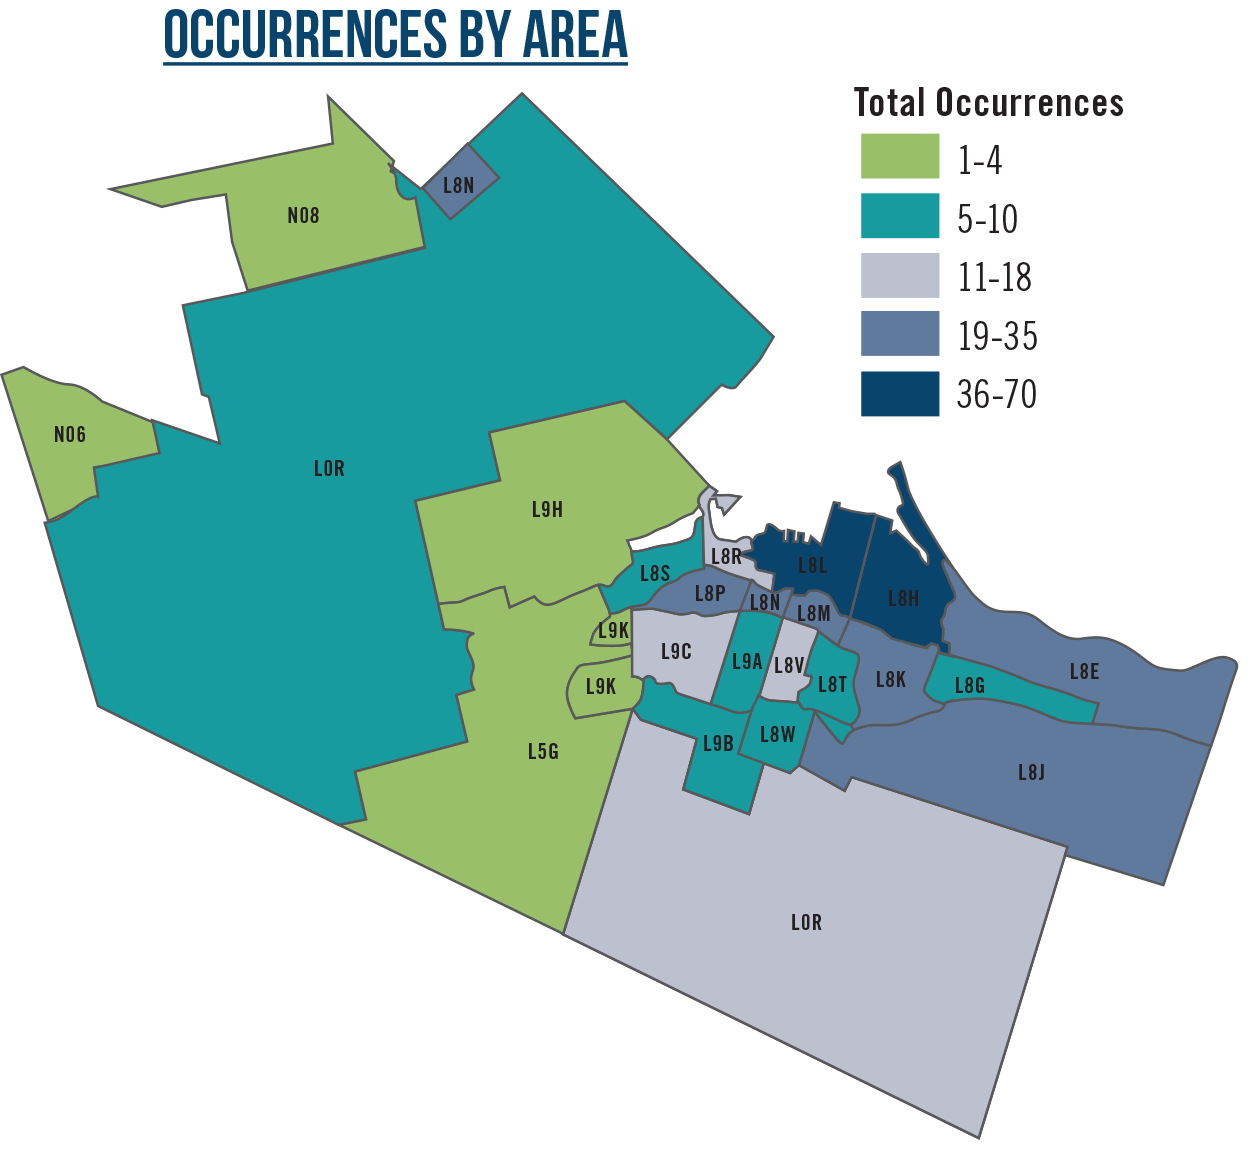 OCCURRENCES BY AREA
Total Occurrences
1-4
5-10
11-18
19-35
36-70
L8N
N08
N06
L0R
L9H
L8R
L8L
L8S
L8P
L8N
L8M
L8H
L9K
L9C
L9A
L8V
L8T
L8K
L8G
L8E
L9K
L5G
L9B
L8W
L8J
L0R